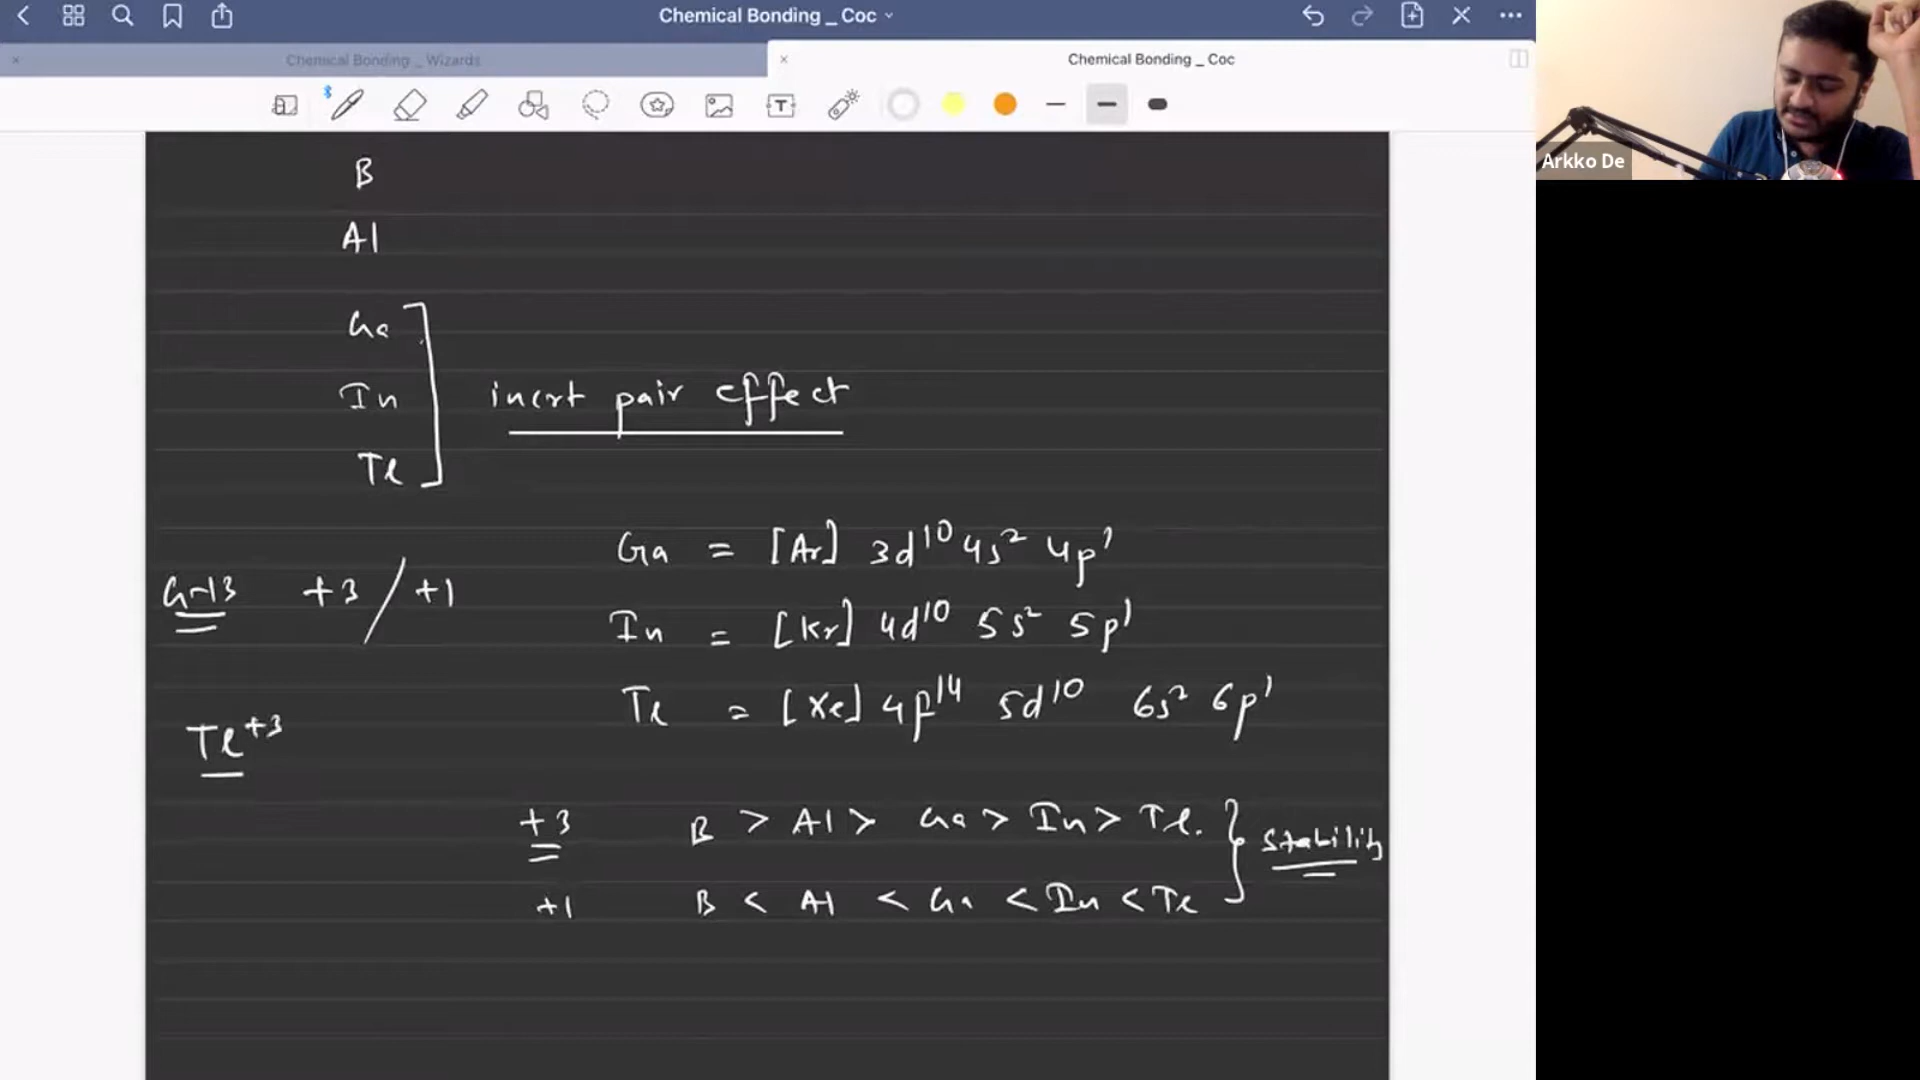 Chemical Bonding _ Coc
Chemical Bonding _ Wizards
Chemical Bonding _ Coc
T
Arkko De
B
Al
Ga
In
Tl
inert pair effect
Ga = [Ar] 3d¹⁰ 4s² 4p¹
Gr-13 +3 / +1
In = [Kr] 4d¹⁰ 5s² 5p¹
Tl = [Xe] 4f¹⁴ 5d¹⁰ 6s² 6p¹
Tl⁺³
+3 B > Al > Ga > In > Tl. } Stability
+1 B < Al < Ga < In < Tl